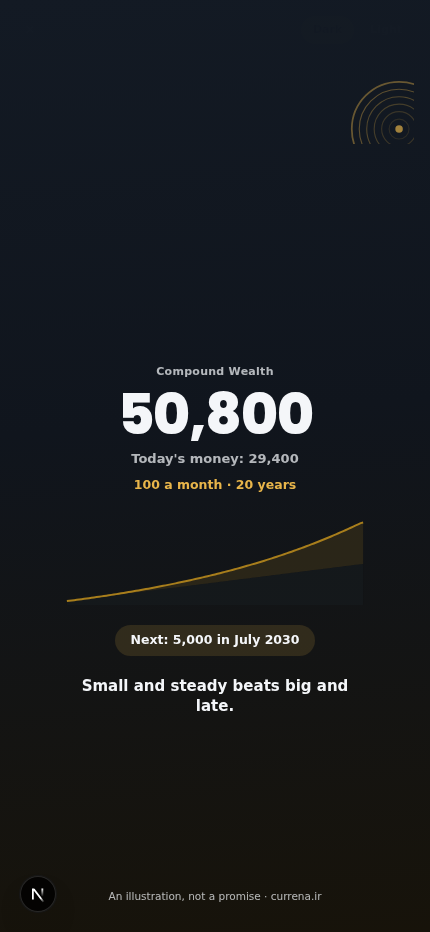 Compound Wealth
50,800
Today's money: 29,400
100 a month · 20 years
Next: 5,000 in July 2030
Small and steady beats big and
late.
N
An illustration, not a promise · currena.ir